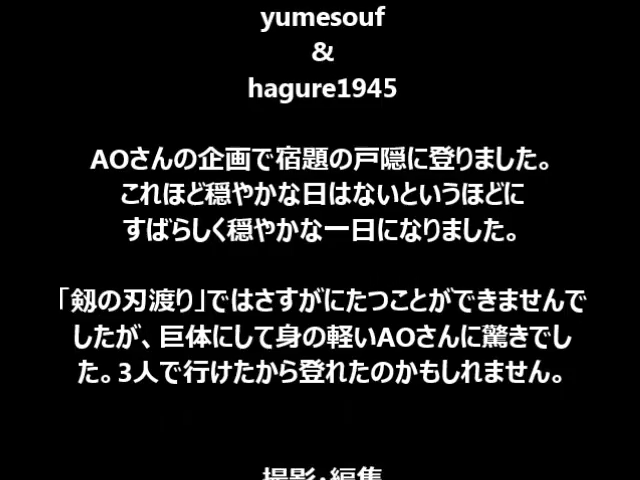 yumesouf
&
hagure1945
AOさんの企画で宿題の戸隠に登りました。
これほど穏やかな日はないというほどに
すばらしく穏やかな一日になりました。
「剱の刃渡り」ではさすがにたつことができませんで
したが、巨体にして身の軽いAOさんに驚きでし
た。3人で行けたから登れたのかもしれません。
撮影・編集